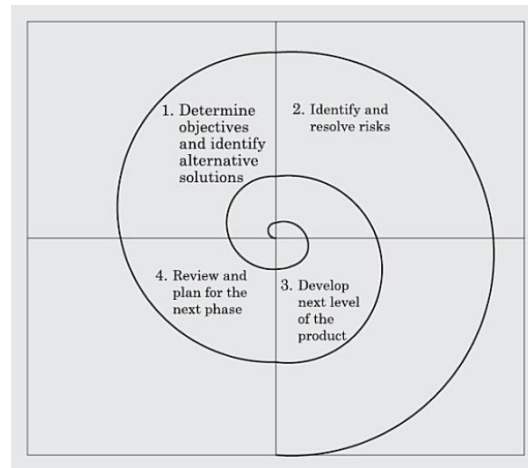 1. Determine
objectives
and identify
alternative
solutions
2. Identify and
resolve risks
4. Review and
plan for the
next phase
3. Develop
next level
of the
product